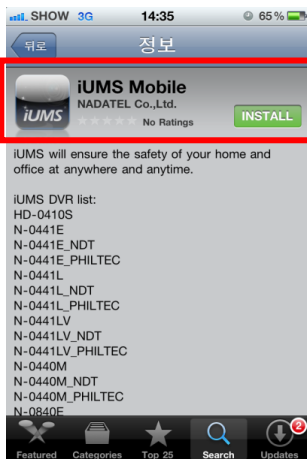 SHOW 3G 14:35 65%
뒤로 정보
iUMS Mobile
NADATEL Co.,Ltd.
iUMS
No Ratings
INSTALL
iUMS will ensure the safety of your home and
office at anywhere and anytime.
iUMS DVR list:
HD-0410S
N-0441E
N-0441E_NDT
N-0441E_PHILTEC
N-0441L
N-0441L_NDT
N-0441L_PHILTEC
N-0441LV
N-0441LV_NDT
N-0441LV_PHILTEC
N-0440M
N-0440M_NDT
N-0440M_PHILTEC
N-0840E
2
Featured Categories Top 25 Search Updates